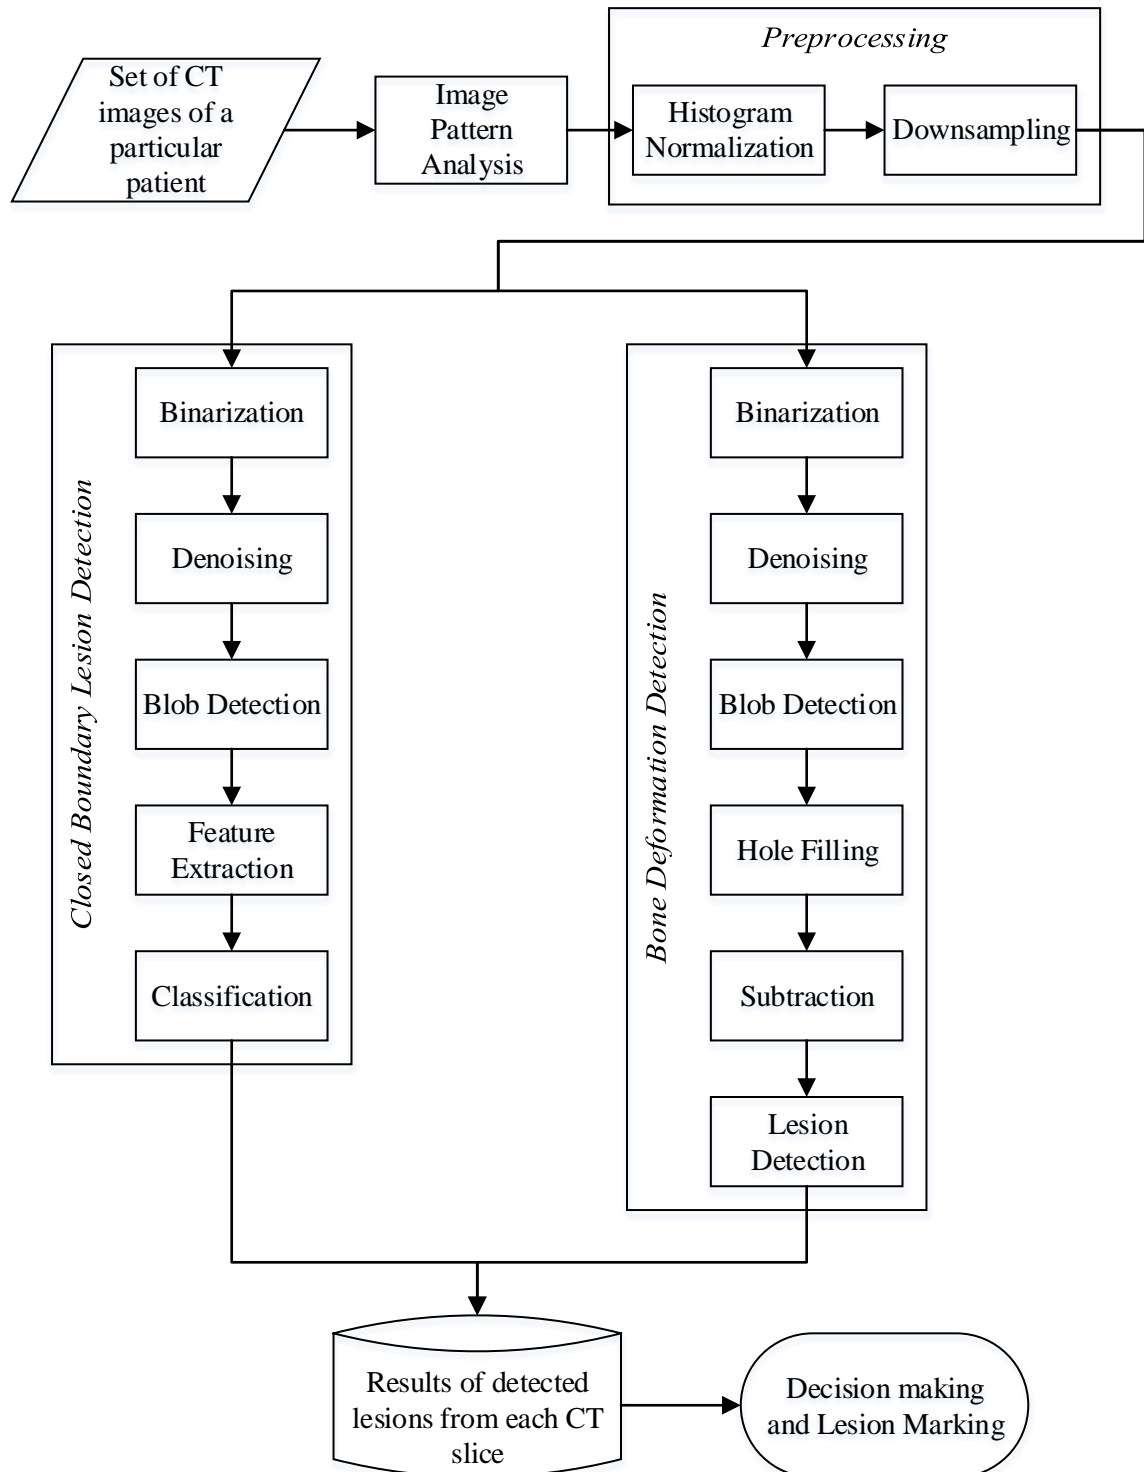 Preprocessing
Set of CT
images of a
particular
patient
Image
Pattern
Analysis
Histogram
Normalization
Downsampling
Closed Boundary Lesion Detection
Binarization
Denoising
Blob Detection
Feature
Extraction
Classification
Bone Deformation Detection
Binarization
Denoising
Blob Detection
Hole Filling
Subtraction
Lesion
Detection
Results of detected
lesions from each CT
slice
Decision making
and Lesion Marking